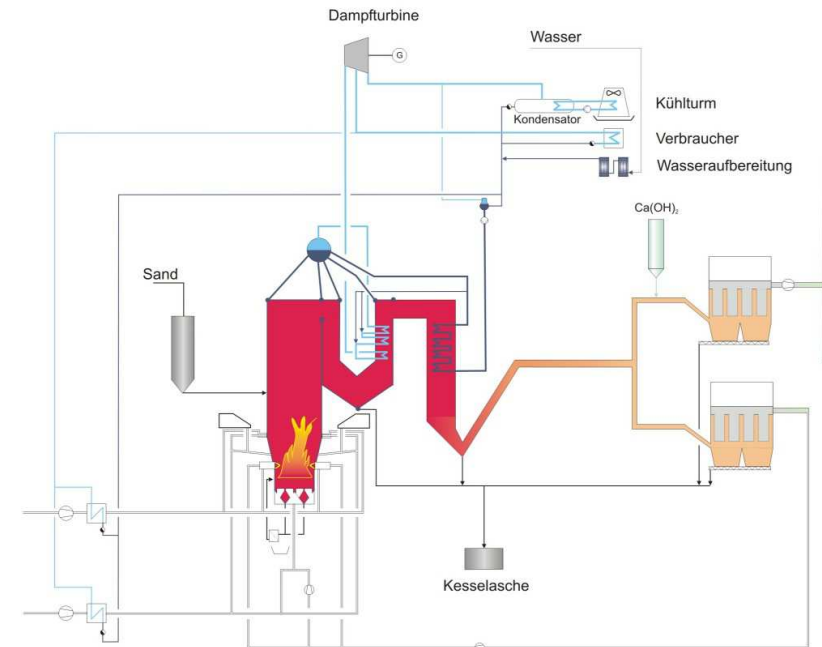 Dampfturbine
G
Wasser
Kühlturm
Kondensator
Verbraucher
Wasseraufbereitung
Ca(OH)₂
Sand
Kesselasche